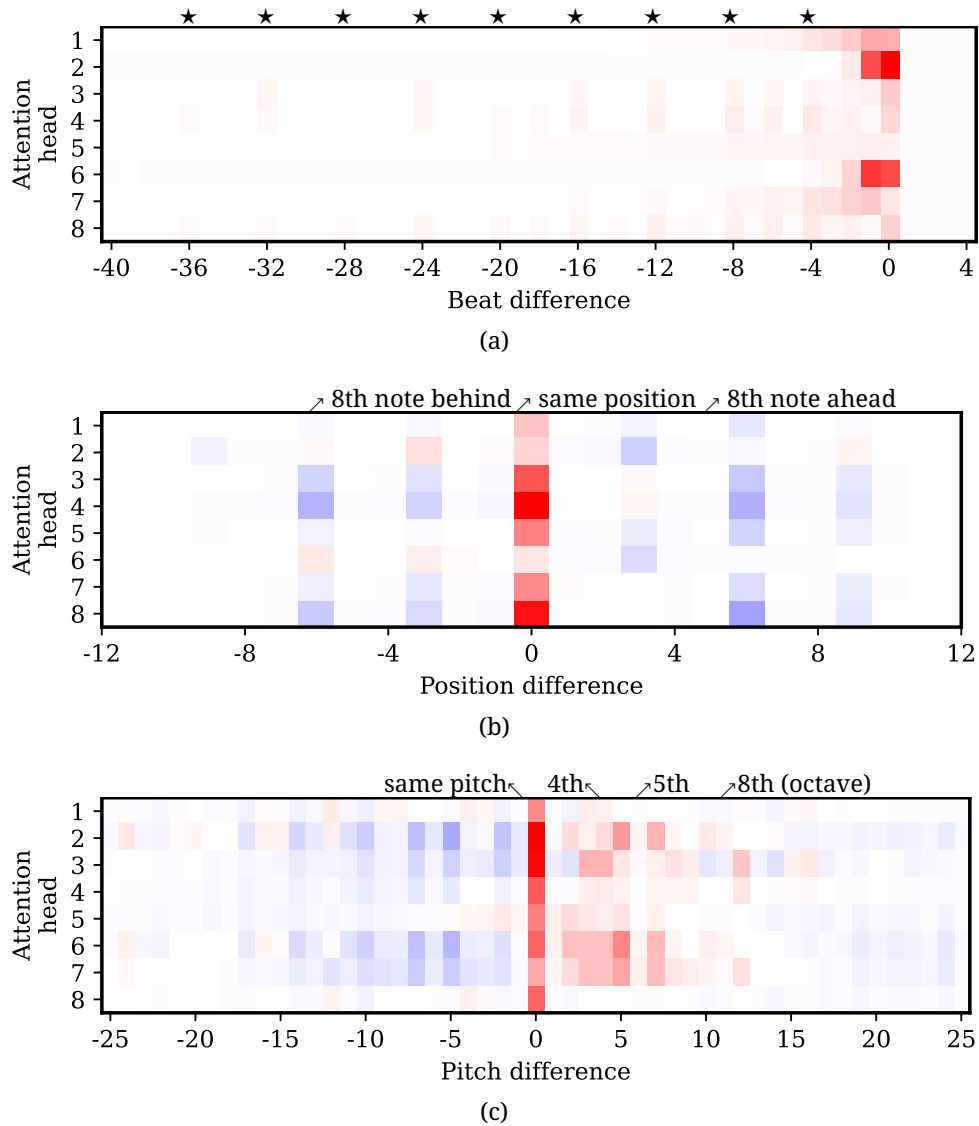 ★ ★ ★ ★ ★ ★ ★ ★ ★
Attention
head
1
2
3
4
5
6
7
8
-40 -36 -32 -28 -24 -20 -16 -12 -8 -4 0 4
Beat difference
(a)
↗ 8th note behind ↗ same position ↗ 8th note ahead
Attention
head
1
2
3
4
5
6
7
8
-12 -8 -4 0 4 8 12
Position difference
(b)
same pitch↖ 4th↖ ↗5th ↗8th (octave)
Attention
head
1
2
3
4
5
6
7
8
-25 -20 -15 -10 -5 0 5 10 15 20 25
Pitch difference
(c)